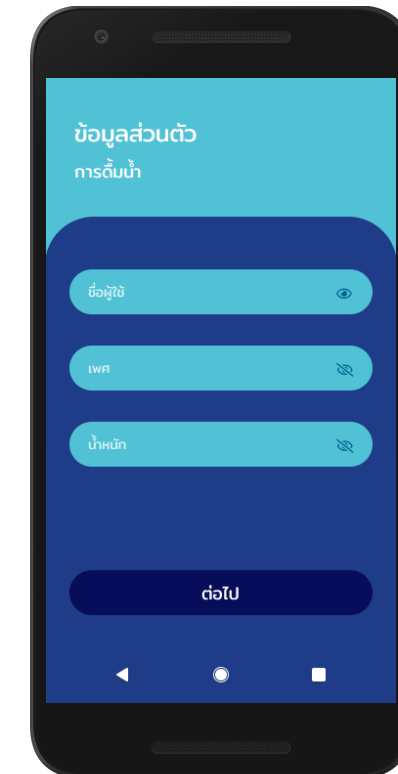 ข้อมูลส่วนตัว
การดื่มน้ำ
ชื่อผู้ใช้
เพศ
น้ำหนัก
ต่อไป